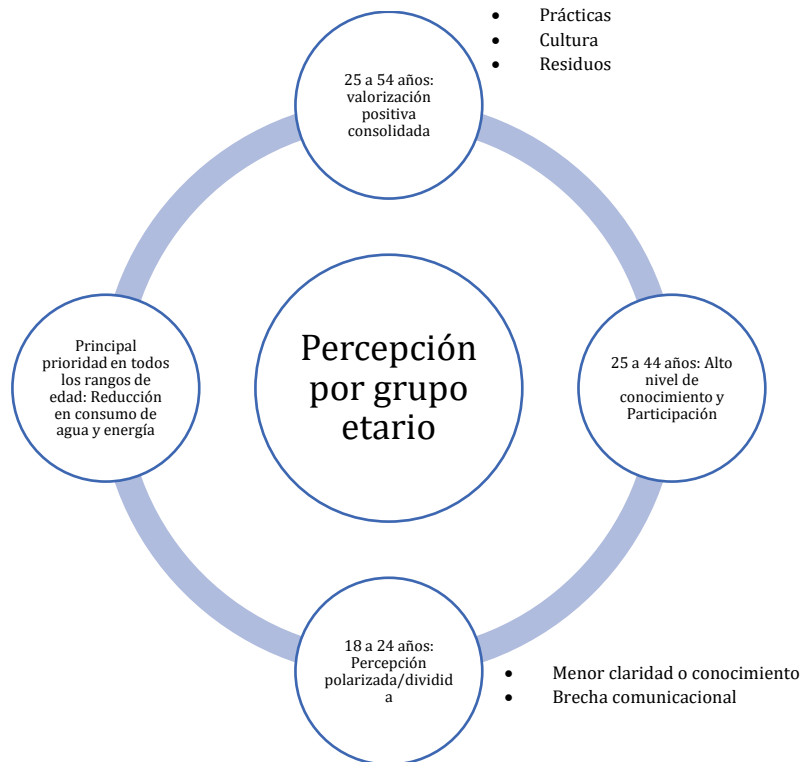 • Prácticas
• Cultura
• Residuos
25 a 54 años:
valorización
positiva
consolidada
Principal
prioridad en todos
los rangos de
edad: Reducción
en consumo de
agua y energía
Percepción
por grupo
etario
25 a 44 años: Alto
nivel de
conocimiento y
Participación
18 a 24 años:
Percepción
polarizada/dividid
a
• Menor claridad o conocimiento
• Brecha comunicacional